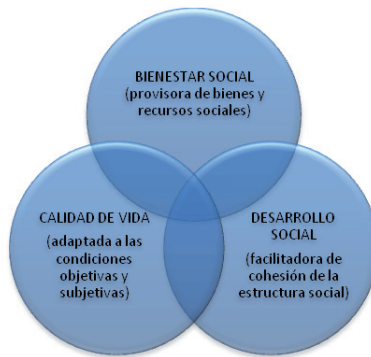 BIENESTAR SOCIAL
(provisora de bienes y
recursos sociales)
CALIDAD DE VIDA
(adaptada a las
condiciones
objetivas y
subjetivas)
DESARROLLO
SOCIAL
(facilitadora de
cohesión de la
estructura social)